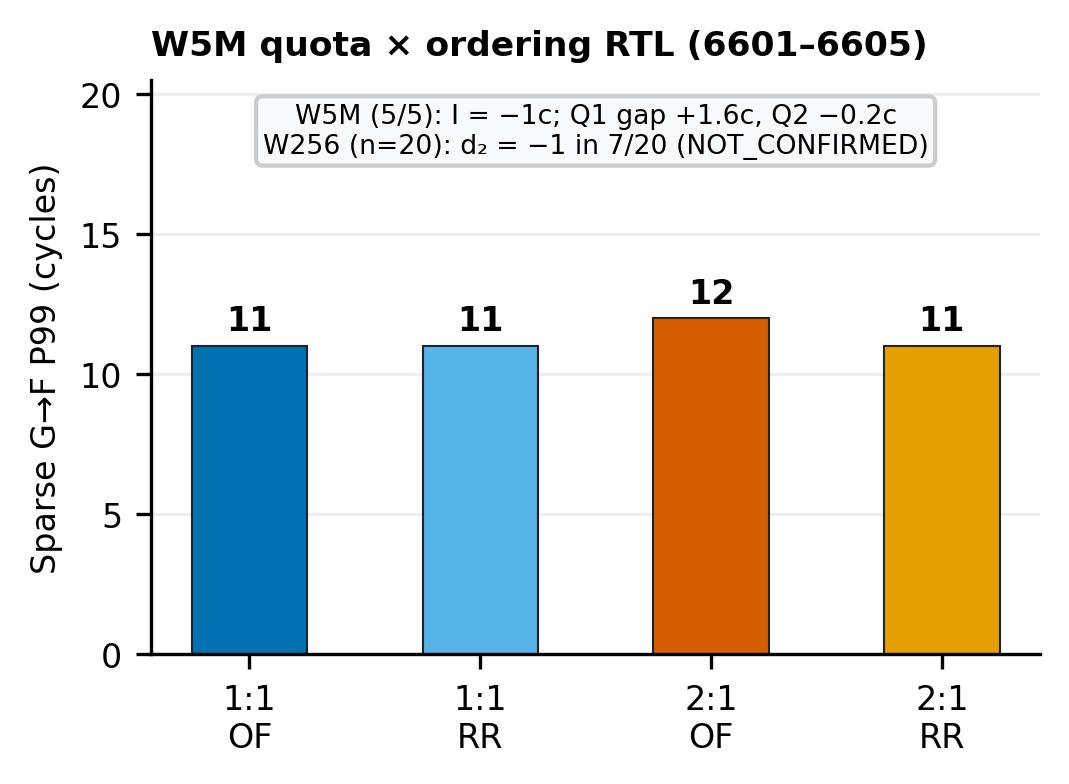 W5M quota × ordering RTL (6601–6605)
W5M (5/5): I = −1c; Q1 gap +1.6c, Q2 −0.2c
W256 (n=20): d₂ = −1 in 7/20 (NOT_CONFIRMED)
Sparse G→F P99 (cycles)
20
15
10
5
0
11
11
12
11
1:1
OF
1:1
RR
2:1
OF
2:1
RR